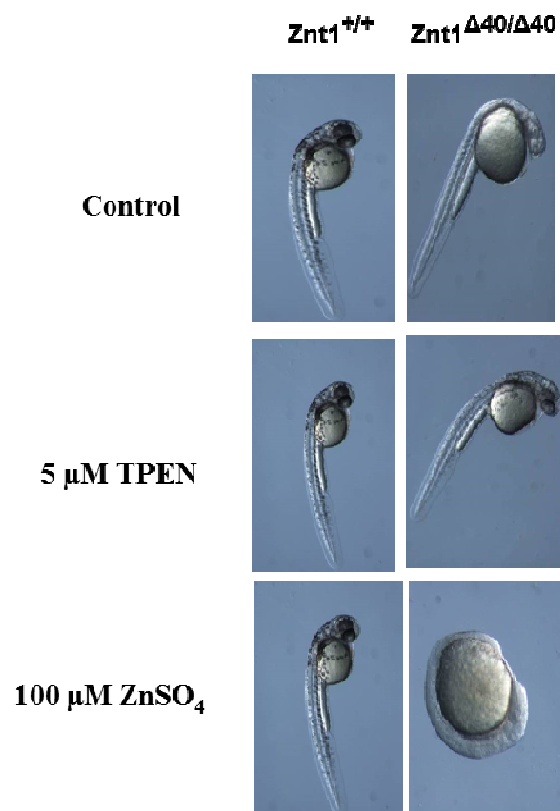 Znt1+/+ Znt1Δ40/Δ40
Control
5 μM TPEN
100 μM ZnSO4